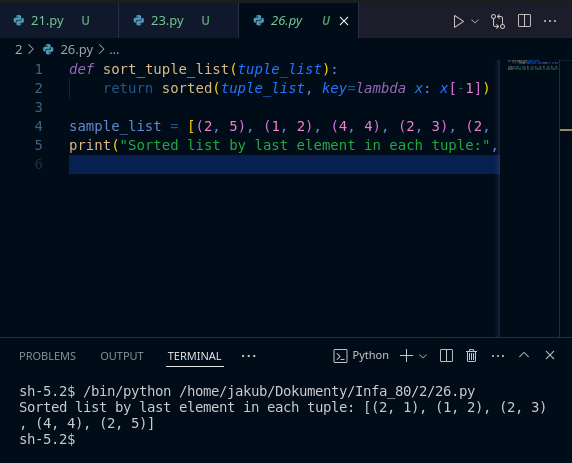 21.py U 23.py U 26.py U
2 > 26.py > ...
1 def sort_tuple_list(tuple_list):
2 return sorted(tuple_list, key=lambda x: x[-1])
3
4 sample_list = [(2, 5), (1, 2), (4, 4), (2, 3), (2,
5 print("Sorted list by last element in each tuple:",
6
PROBLEMS OUTPUT TERMINAL ... Python
sh-5.2$ /bin/python /home/jakub/Dokumenty/Infa_80/2/26.py
Sorted list by last element in each tuple: [(2, 1), (1, 2), (2, 3)
, (4, 4), (2, 5)]
sh-5.2$